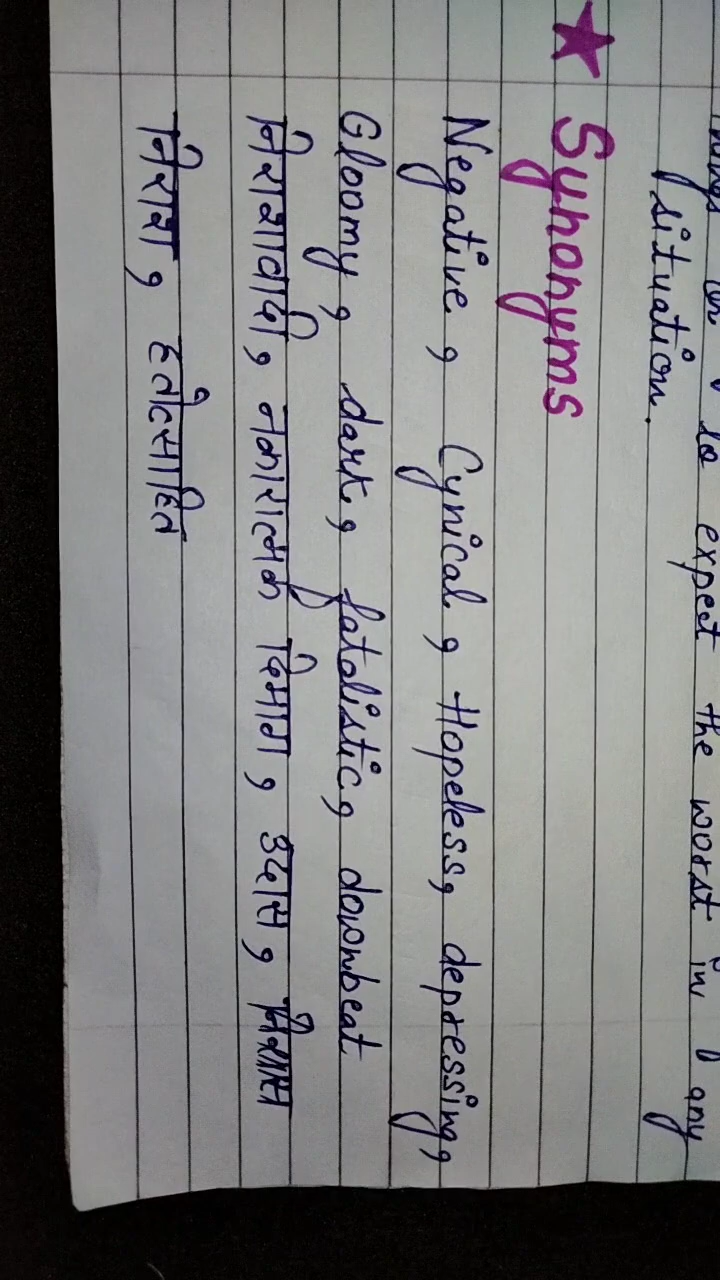 to expect the worst in any
situation.
★ Synonyms
Negative, Cynical, Hopeless, depressing,
Gloomy, dark, fatalistic, downbeat
निराशावादी, नकारात्मक दिमाग, उदास,
निराशा, हतोत्साहित